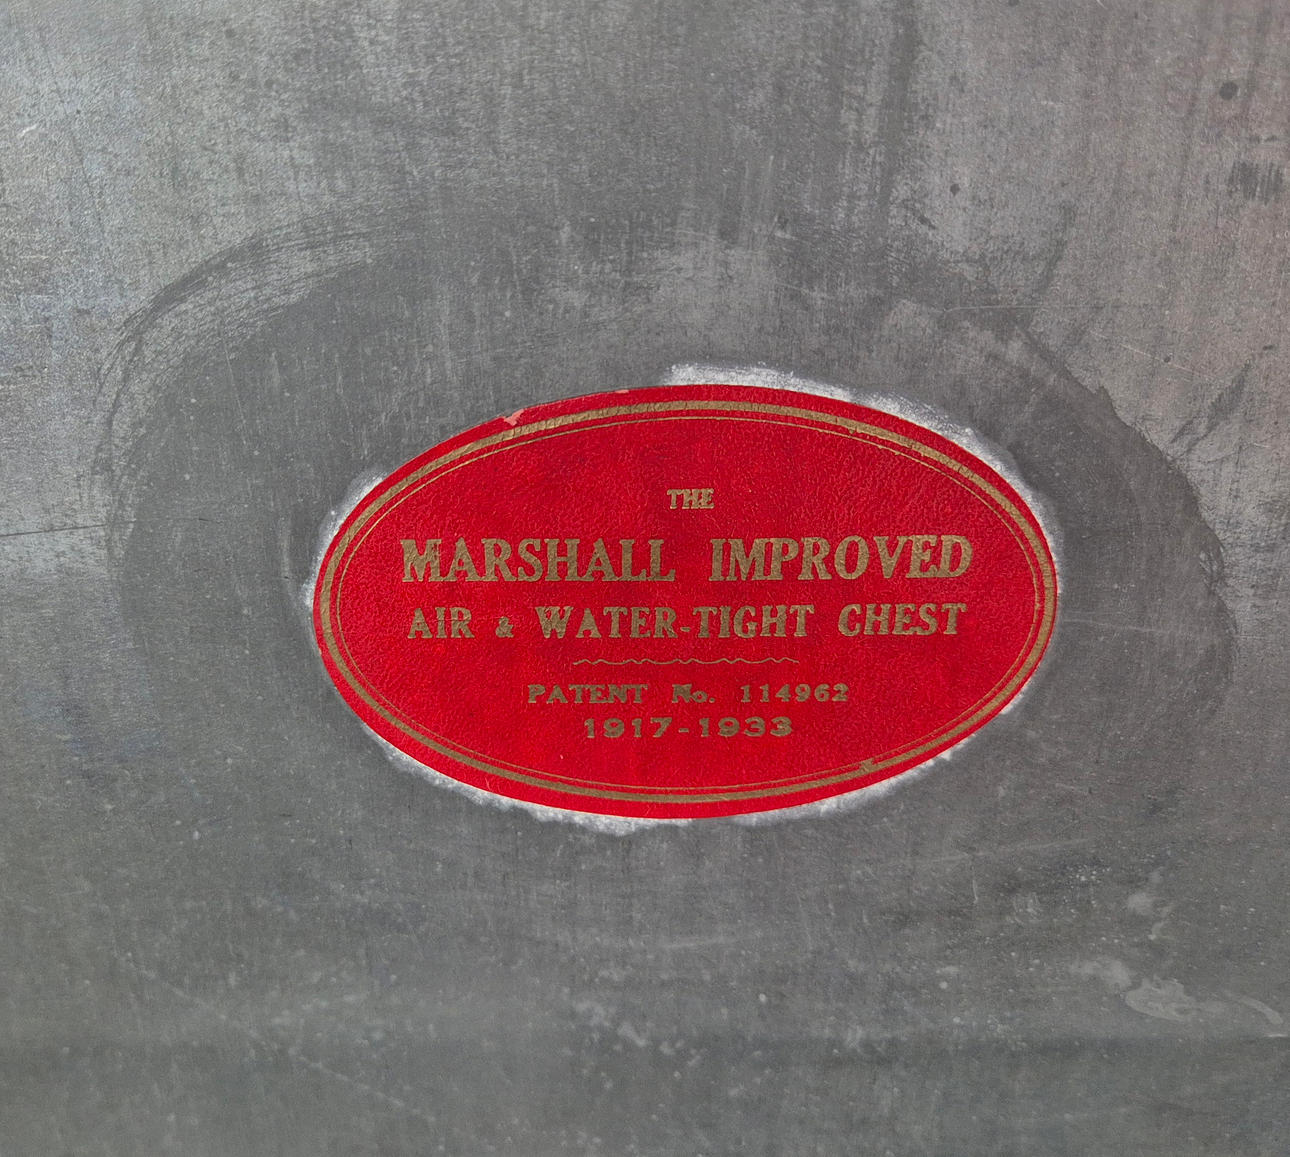 THE
MARSHALL IMPROVED
AIR & WATER-TIGHT CHEST
PATENT No. 114962
1917-1933